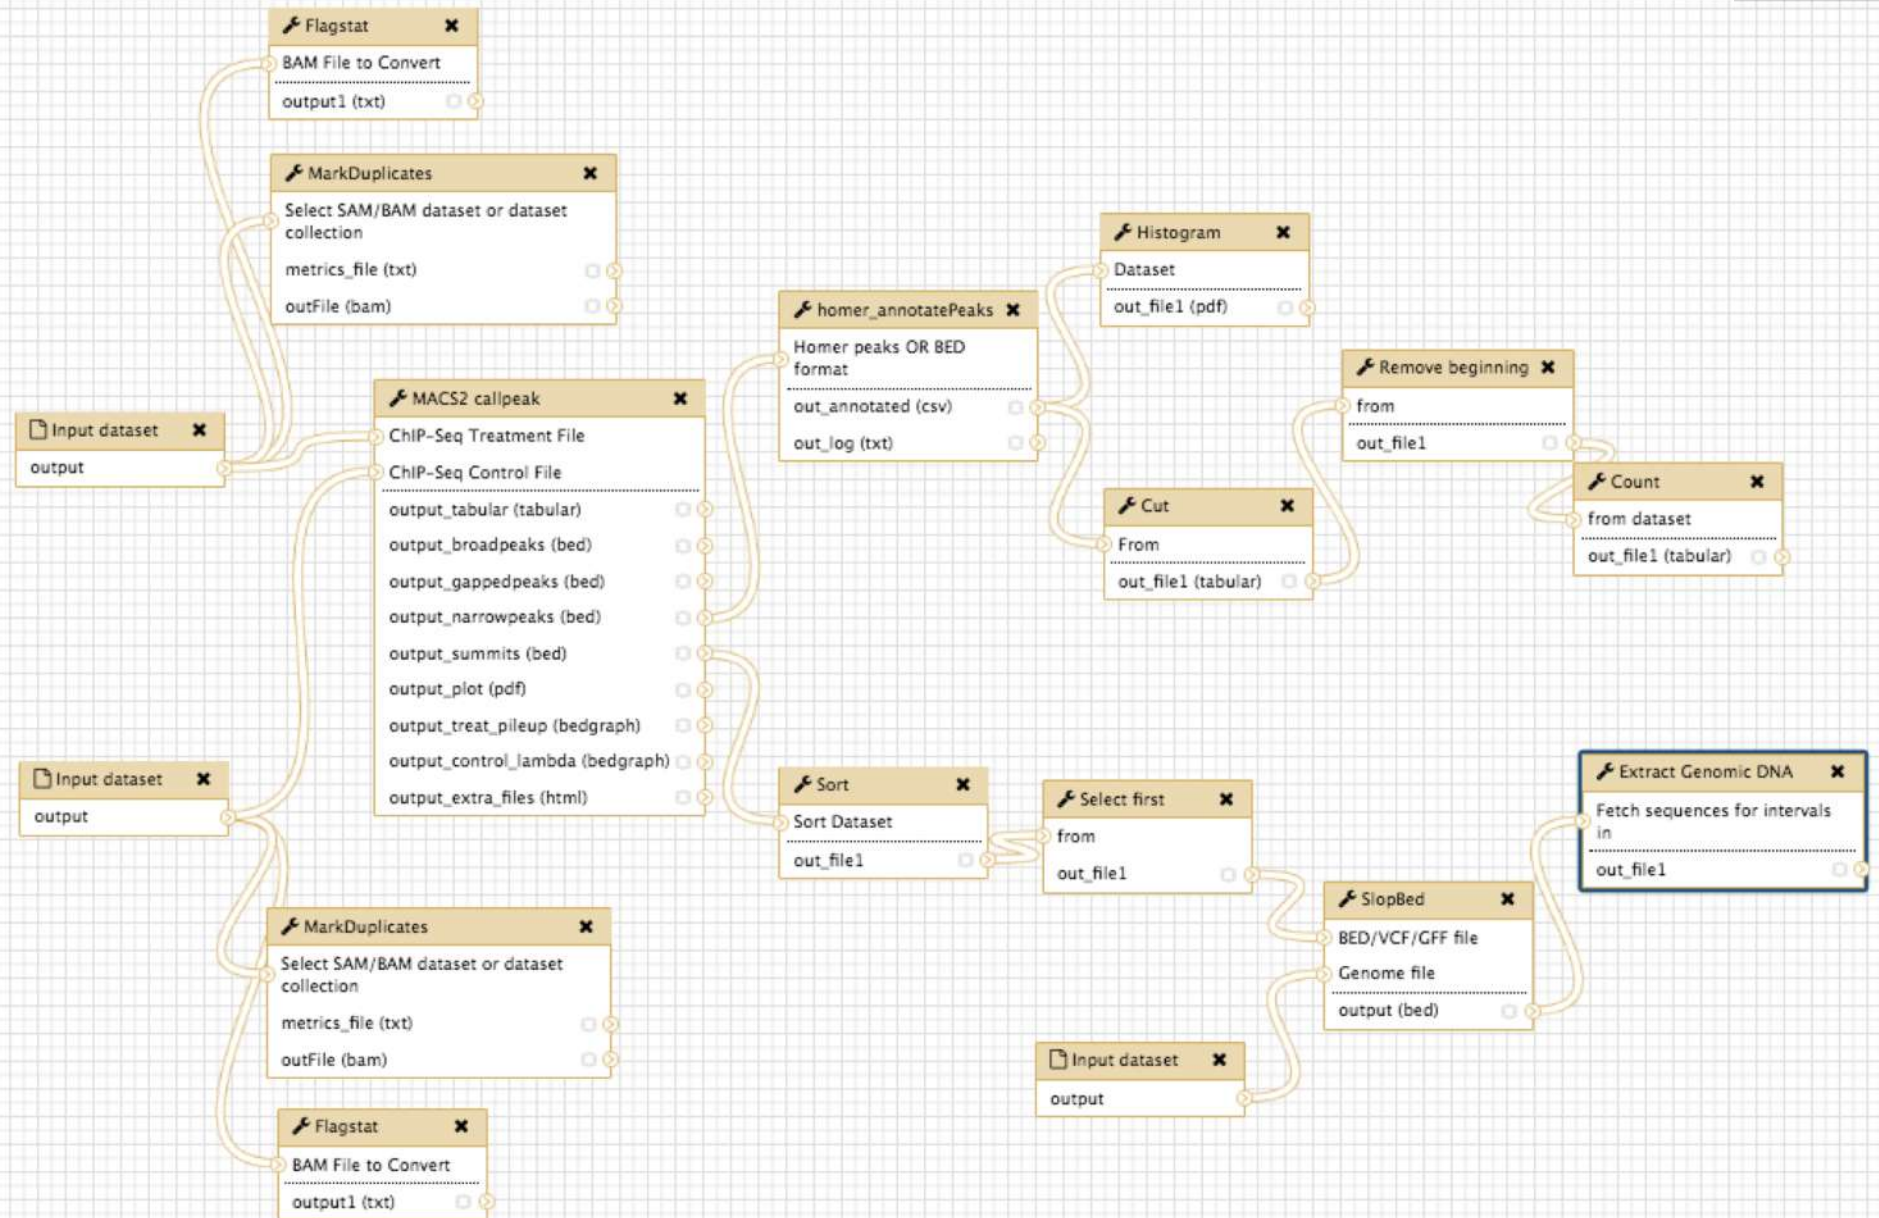 Flagstat
BAM File to Convert
output1 (txt)
MarkDuplicates
Select SAM/BAM dataset or dataset
collection
metrics_file (txt)
outFile (bam)
Input dataset
output
MACS2 callpeak
ChIP-Seq Treatment File
ChIP-Seq Control File
output_tabular (tabular)
output_broadpeaks (bed)
output_gappedpeaks (bed)
output_narrowpeaks (bed)
output_summits (bed)
output_plot (pdf)
output_treat_pileup (bedgraph)
output_control_lambda (bedgraph)
output_extra_files (html)
homer_annotatePeaks
Homer peaks OR BED
format
out_annotated (csv)
out_log (txt)
Histogram
Dataset
out_file1 (pdf)
Cut
From
out_file1 (tabular)
Remove beginning
from
out_file1
Count
from dataset
out_file1 (tabular)
Input dataset
output
Sort
Sort Dataset
out_file1
Select first
from
out_file1
SlopBed
BED/VCF/GFF file
Genome file
output (bed)
Extract Genomic DNA
Fetch sequences for intervals
in
out_file1
Input dataset
output
MarkDuplicates
Select SAM/BAM dataset or dataset
collection
metrics_file (txt)
outFile (bam)
Flagstat
BAM File to Convert
output1 (txt)